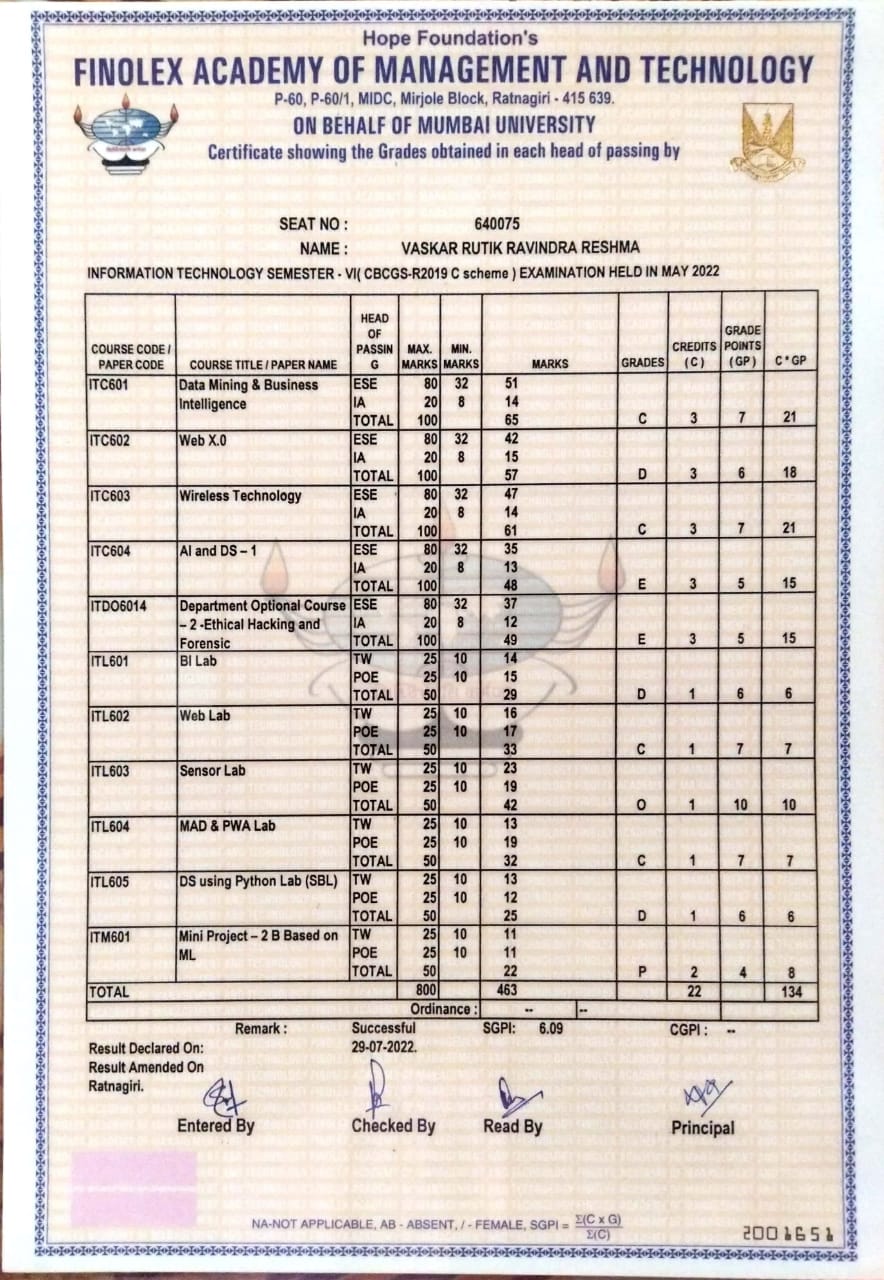 Hope Foundation's
FINOLEX ACADEMY OF MANAGEMENT AND TECHNOLOGY
P-60, P-60/1, MIDC, Mirjole Block, Ratnagiri - 415 639.
ON BEHALF OF MUMBAI UNIVERSITY
Certificate showing the Grades obtained in each head of passing by
SEAT NO : 640075
NAME : VASKAR RUTIK RAVINDRA RESHMA
INFORMATION TECHNOLOGY SEMESTER - VI( CBCGS-R2019 C scheme ) EXAMINATION HELD IN MAY 2022
COURSE CODE / PAPER CODE COURSE TITLE / PAPER NAME HEAD OF PASSIN G MAX. MARKS MIN. MARKS MARKS GRADES CREDITS ( C ) GRADE POINTS ( GP ) C * GP
ITC601 Data Mining & Business ESE 80 32 51
Intelligence IA 20 8 14
TOTAL 100 65 C 3 7 21
ITC602 Web X.0 ESE 80 32 42
IA 20 8 15
TOTAL 100 57 D 3 6 18
ITC603 Wireless Technology ESE 80 32 47
IA 20 8 14
TOTAL 100 61 C 3 7 21
ITC604 AI and DS – 1 ESE 80 32 35
IA 20 8 13
TOTAL 100 48 E 3 5 15
ITDO6014 Department Optional Course ESE 80 32 37
– 2 -Ethical Hacking and IA 20 8 12
Forensic TOTAL 100 49 E 3 5 15
ITL601 BI Lab TW 25 10 14
POE 25 10 15
TOTAL 50 29 D 1 6 6
ITL602 Web Lab TW 25 10 16
POE 25 10 17
TOTAL 50 33 C 1 7 7
ITL603 Sensor Lab TW 25 10 23
POE 25 10 19
TOTAL 50 42 O 1 10 10
ITL604 MAD & PWA Lab TW 25 10 13
POE 25 10 19
TOTAL 50 32 C 1 7 7
ITL605 DS using Python Lab (SBL) TW 25 10 13
POE 25 10 12
TOTAL 50 25 D 1 6 6
ITM601 Mini Project – 2 B Based on TW 25 10 11
ML POE 25 10 11
TOTAL 50 22 P 2 4 8
TOTAL 800 463 22 134
Ordinance : -- --
Remark : Successful SGPI: 6.09 CGPI : --
Result Declared On: 29-07-2022.
Result Amended On
Ratnagiri.
Entered By Checked By Read By Principal
NA-NOT APPLICABLE, AB - ABSENT, / - FEMALE, SGPI = Σ(C x G) / Σ(C)
2001651